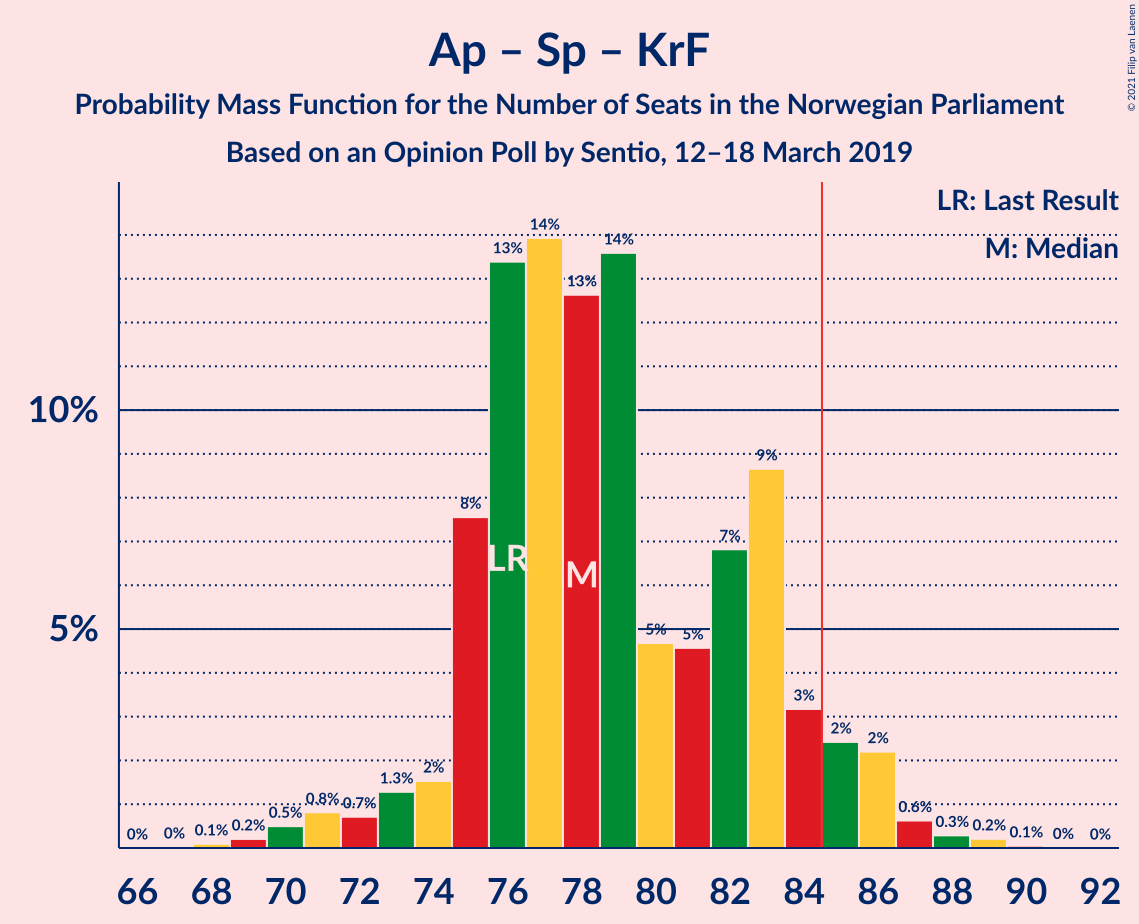 Ap – Sp – KrF
Probability Mass Function for the Number of Seats in the Norwegian Parliament
Based on an Opinion Poll by Sentio, 12–18 March 2019
© 2021 Filip van Laenen
LR: Last Result
M: Median
10%
5%
0% 0% 0.1% 0.2% 0.5% 0.8% 0.7% 1.3% 2% 8% 13% 14% 13% 14% 5% 5% 7% 9% 3% 2% 2% 0.6% 0.3% 0.2% 0.1% 0% 0%
LR
M
66 68 70 72 74 76 78 80 82 84 86 88 90 92